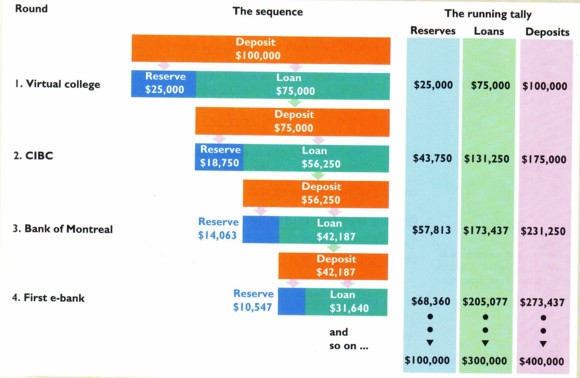 Round
The sequence
The running tally
Reserves Loans Deposits
Deposit
$100,000
1. Virtual college
Reserve
$25,000
Loan
$75,000
$25,000 $75,000 $100,000
Deposit
$75,000
2. CIBC
Reserve
$18,750
Loan
$56,250
$43,750 $131,250 $175,000
Deposit
$56,250
3. Bank of Montreal
Reserve
$14,063
Loan
$42,187
$57,813 $173,437 $231,250
Deposit
$42,187
4. First e-bank
Reserve
$10,547
Loan
$31,640
$68,360 $205,077 $273,437
and
so on ...
$100,000 $300,000 $400,000